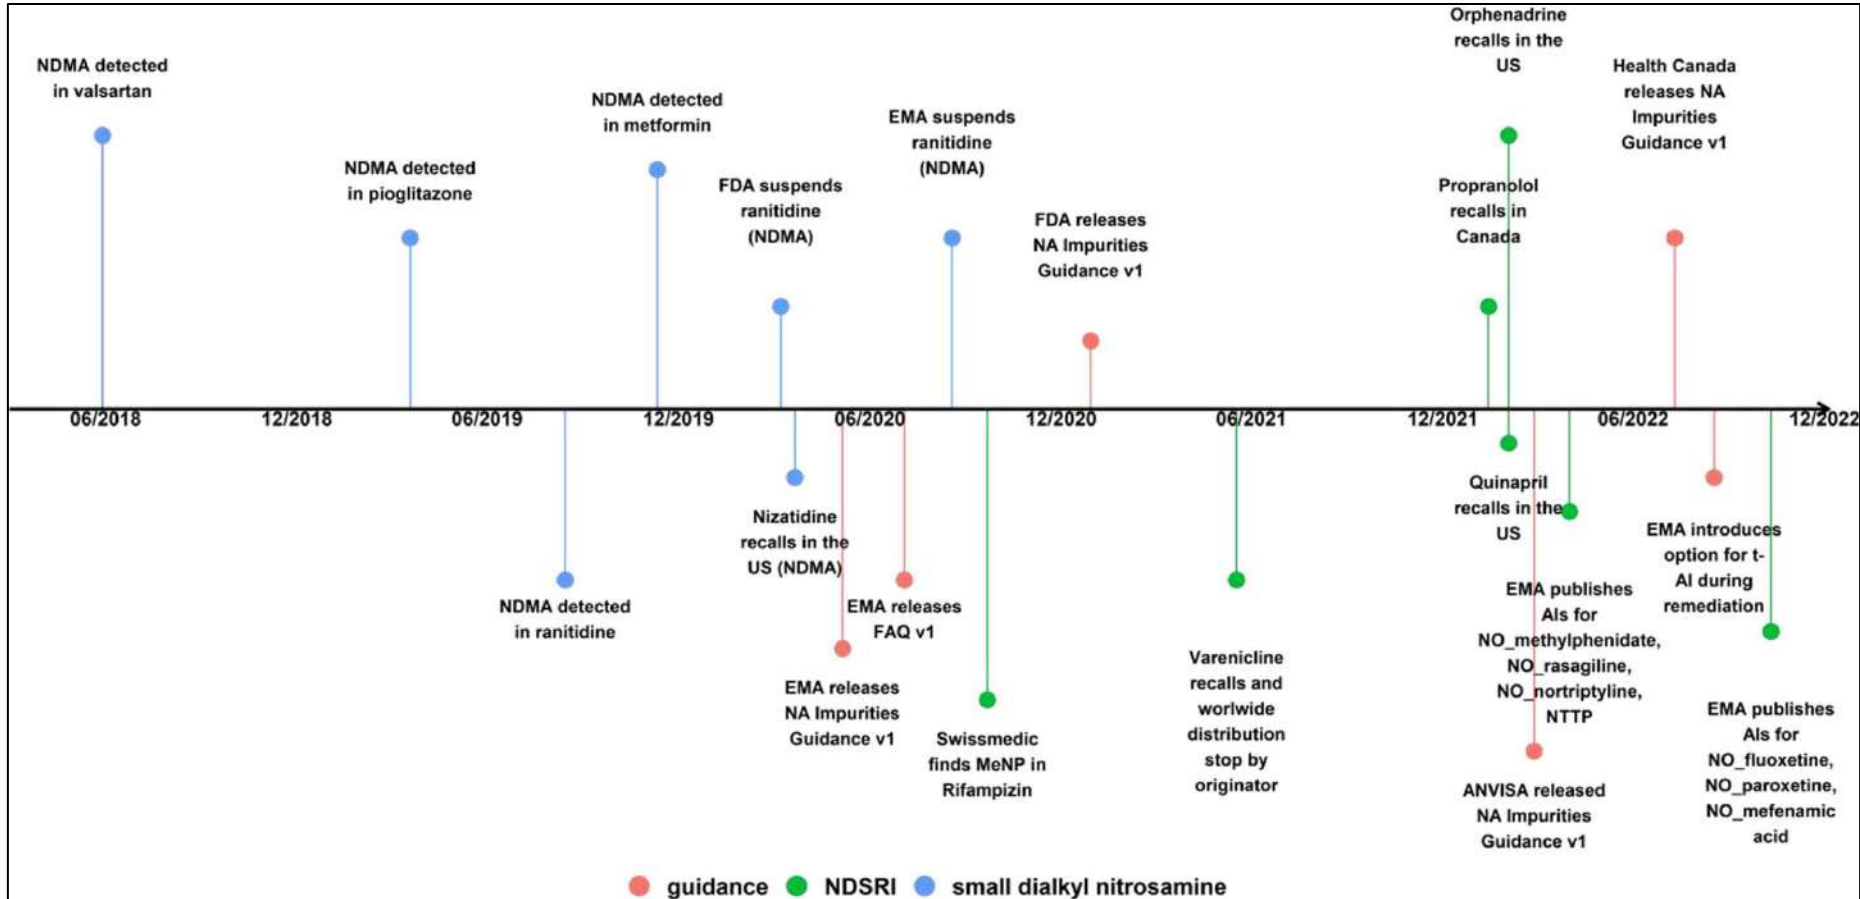 Orphenadrine
recalls in the
US
NDMA detected
in valsartan
Health Canada
releases NA
Impurities
Guidance v1
NDMA detected
in metformin
EMA suspends
ranitidine
(NDMA)
NDMA detected
in pioglitazone
FDA suspends
ranitidine
(NDMA)
Propranolol
recalls in
Canada
FDA releases
NA Impurities
Guidance v1
06/2018 12/2018 06/2019 12/2019 06/2020 12/2020 06/2021 12/2021 06/2022 12/2022
Quinapril
recalls in the
US
Nizatidine
recalls in the
US (NDMA)
EMA introduces
option for t-
AI during
remediation
NDMA detected
in ranitidine
EMA releases
FAQ v1
EMA publishes
AIs for
NO_methylphenidate,
NO_rasagiline,
NO_nortriptyline,
NTTP
EMA releases
NA Impurities
Guidance v1
Swissmedic
finds MeNP in
Rifampizin
Varenicline
recalls and
worlwide
distribution
stop by
originator
ANVISA released
NA Impurities
Guidance v1
EMA publishes
AIs for
NO_fluoxetine,
NO_paroxetine,
NO_mefenamic
acid
guidance NDSRI small dialkyl nitrosamine